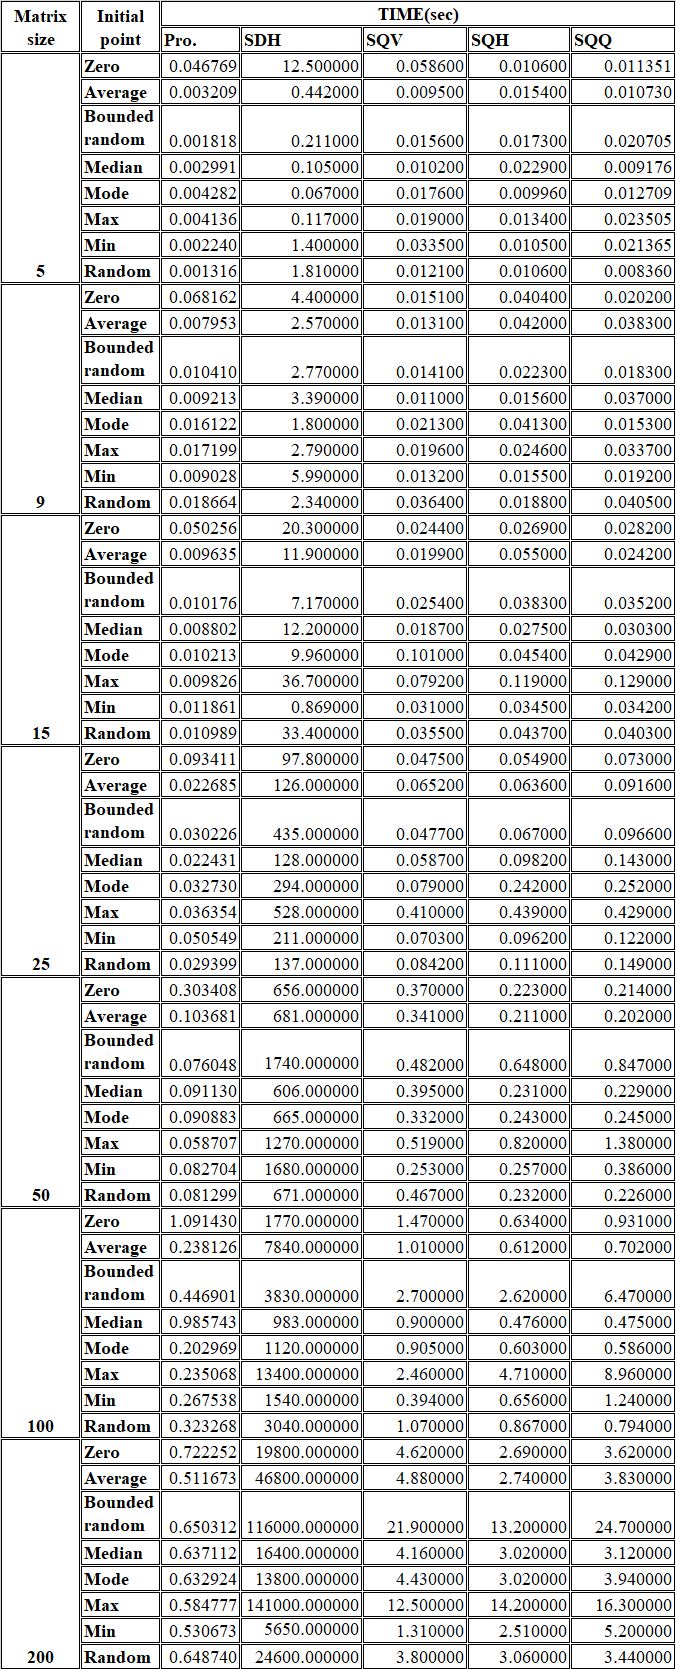 Matrix size Initial point TIME(sec)
Pro. SDH SQV SQH SQQ
Zero 0.046769 12.500000 0.058600 0.010600 0.011351
Average 0.003209 0.442000 0.009500 0.015400 0.010730
Bounded
random 0.001818 0.211000 0.015600 0.017300 0.020705
Median 0.002991 0.105000 0.010200 0.022900 0.009176
Mode 0.004282 0.067000 0.017600 0.009960 0.012709
Max 0.004136 0.117000 0.019000 0.013400 0.023505
Min 0.002240 1.400000 0.033500 0.010500 0.021365
5 Random 0.001316 1.810000 0.012100 0.010600 0.008360
Zero 0.068162 4.400000 0.015100 0.040400 0.020200
Average 0.007953 2.570000 0.013100 0.042000 0.038300
Bounded
random 0.010410 2.770000 0.014100 0.022300 0.018300
Median 0.009213 3.390000 0.011000 0.015600 0.037000
Mode 0.016122 1.800000 0.021300 0.041300 0.015300
Max 0.017199 2.790000 0.019600 0.024600 0.033700
Min 0.009028 5.990000 0.013200 0.015500 0.019200
9 Random 0.018664 2.340000 0.036400 0.018800 0.040500
Zero 0.050256 20.300000 0.024400 0.026900 0.028200
Average 0.009635 11.900000 0.019900 0.055000 0.024200
Bounded
random 0.010176 7.170000 0.025400 0.038300 0.035200
Median 0.008802 12.200000 0.018700 0.027500 0.030300
Mode 0.010213 9.960000 0.101000 0.045400 0.042900
Max 0.009826 36.700000 0.079200 0.119000 0.129000
Min 0.011861 0.869000 0.031000 0.034500 0.034200
15 Random 0.010989 33.400000 0.035500 0.043700 0.040300
Zero 0.093411 97.800000 0.047500 0.054900 0.073000
Average 0.022685 126.000000 0.065200 0.063600 0.091600
Bounded
random 0.030226 435.000000 0.047700 0.067000 0.096600
Median 0.022431 128.000000 0.058700 0.098200 0.143000
Mode 0.032730 294.000000 0.079000 0.242000 0.252000
Max 0.036354 528.000000 0.410000 0.439000 0.429000
Min 0.050549 211.000000 0.070300 0.096200 0.122000
25 Random 0.029399 137.000000 0.084200 0.111000 0.149000
Zero 0.303408 656.000000 0.370000 0.223000 0.214000
Average 0.103681 681.000000 0.341000 0.211000 0.202000
Bounded
random 0.076048 1740.000000 0.482000 0.648000 0.847000
Median 0.091130 606.000000 0.395000 0.231000 0.229000
Mode 0.090883 665.000000 0.332000 0.243000 0.245000
Max 0.058707 1270.000000 0.519000 0.820000 1.380000
Min 0.082704 1680.000000 0.253000 0.257000 0.386000
50 Random 0.081299 671.000000 0.467000 0.232000 0.226000
Zero 1.091430 1770.000000 1.470000 0.634000 0.931000
Average 0.238126 7840.000000 1.010000 0.612000 0.702000
Bounded
random 0.446901 3830.000000 2.700000 2.620000 6.470000
Median 0.985743 983.000000 0.900000 0.476000 0.475000
Mode 0.202969 1120.000000 0.905000 0.603000 0.586000
Max 0.235068 13400.000000 2.460000 4.710000 8.960000
Min 0.267538 1540.000000 0.394000 0.656000 1.240000
100 Random 0.323268 3040.000000 1.070000 0.867000 0.794000
Zero 0.722252 19800.000000 4.620000 2.690000 3.620000
Average 0.511673 46800.000000 4.880000 2.740000 3.830000
Bounded
random 0.650312 116000.000000 21.900000 13.200000 24.700000
Median 0.637112 16400.000000 4.160000 3.020000 3.120000
Mode 0.632924 13800.000000 4.430000 3.020000 3.940000
Max 0.584777 141000.000000 12.500000 14.200000 16.300000
Min 0.530673 5650.000000 1.310000 2.510000 5.200000
200 Random 0.648740 24600.000000 3.800000 3.060000 3.440000